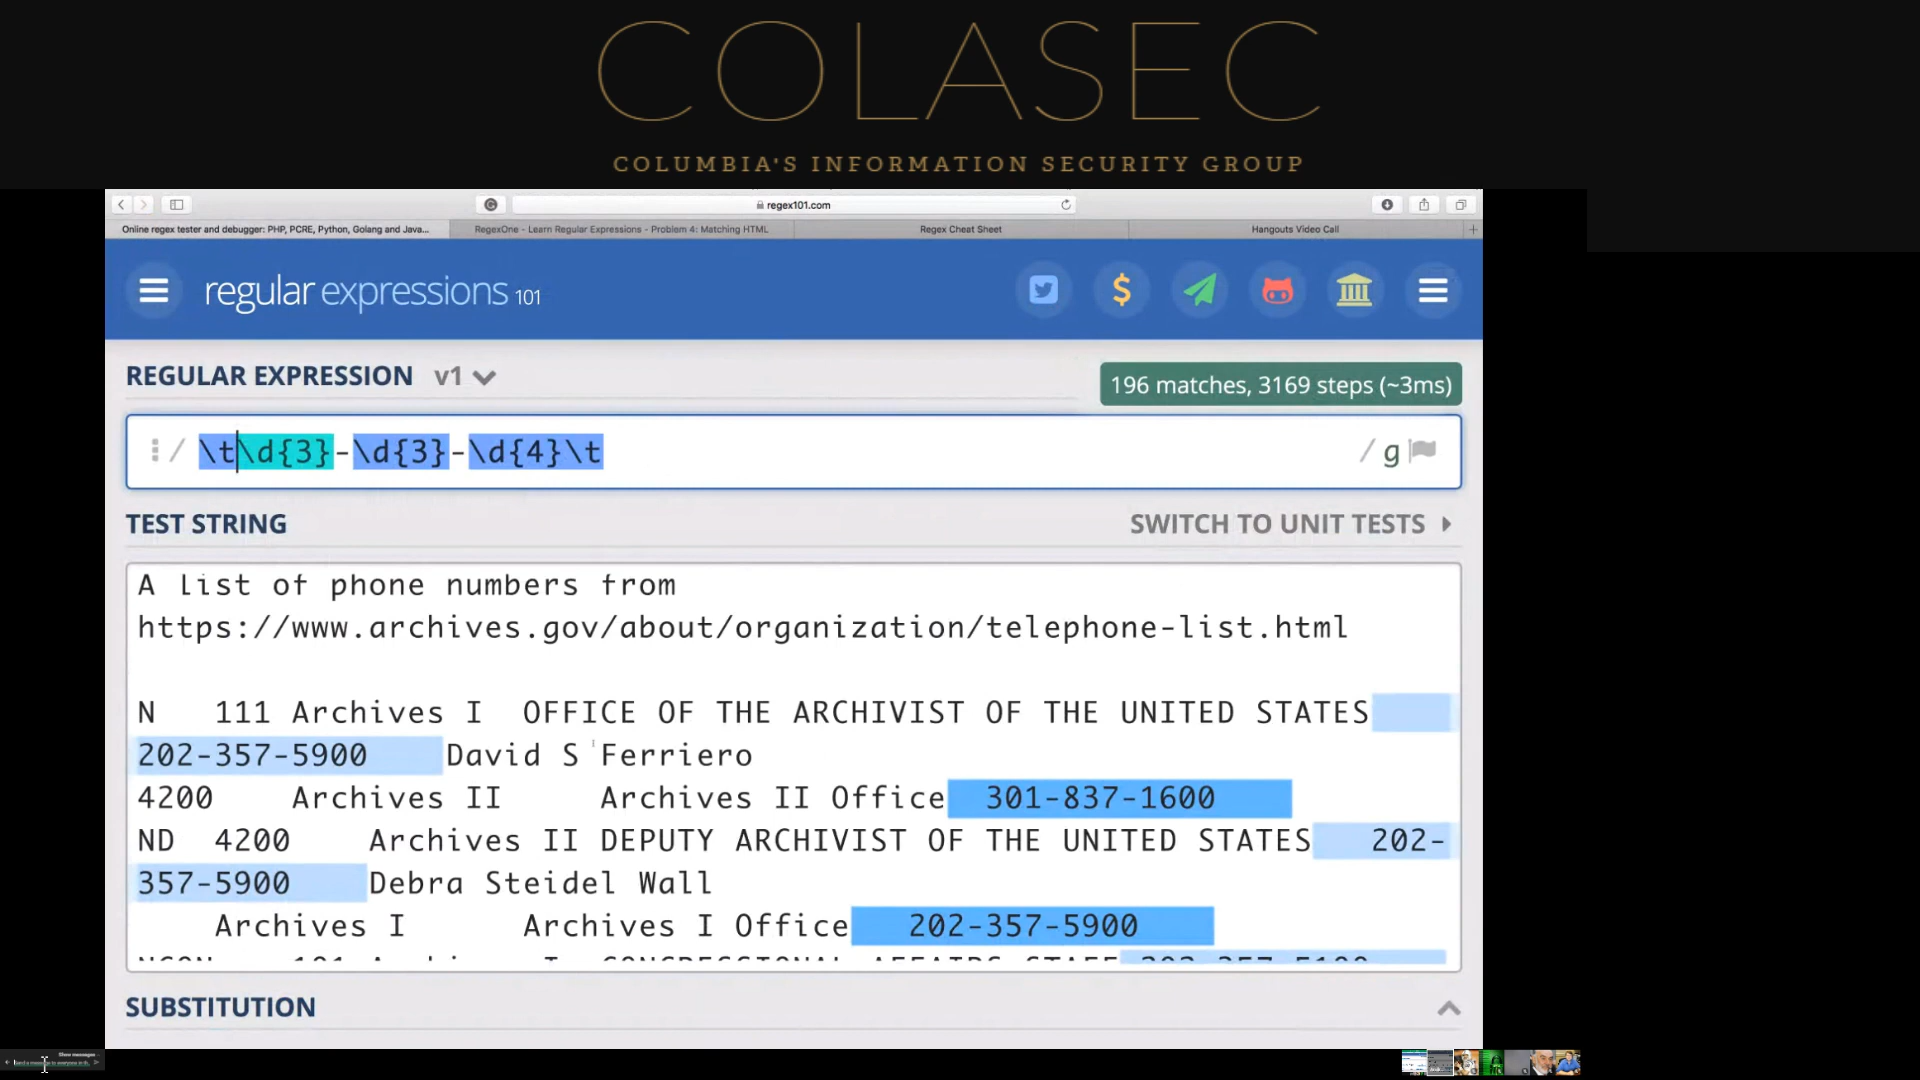 COLASEC
COLUMBIA'S INFORMATION SECURITY GROUP
regex101.com
Online regex tester and debugger: PHP, PCRE, Python, Golang and Java...
RegexOne - Learn Regular Expressions - Problem 4: Matching HTML
Regex Cheat Sheet
Hangouts Video Call
regular expressions 101
REGULAR EXPRESSION v1
196 matches, 3169 steps (~3ms)
/ \t\d{3}-\d{3}-\d{4}\t / g
TEST STRING
SWITCH TO UNIT TESTS
A list of phone numbers from
https://www.archives.gov/about/organization/telephone-list.html
N 111 Archives I OFFICE OF THE ARCHIVIST OF THE UNITED STATES
202-357-5900 David S Ferriero
4200 Archives II Archives II Office 301-837-1600
ND 4200 Archives II DEPUTY ARCHIVIST OF THE UNITED STATES 202-
357-5900 Debra Steidel Wall
Archives I Archives I Office 202-357-5900
SUBSTITUTION
Show messages